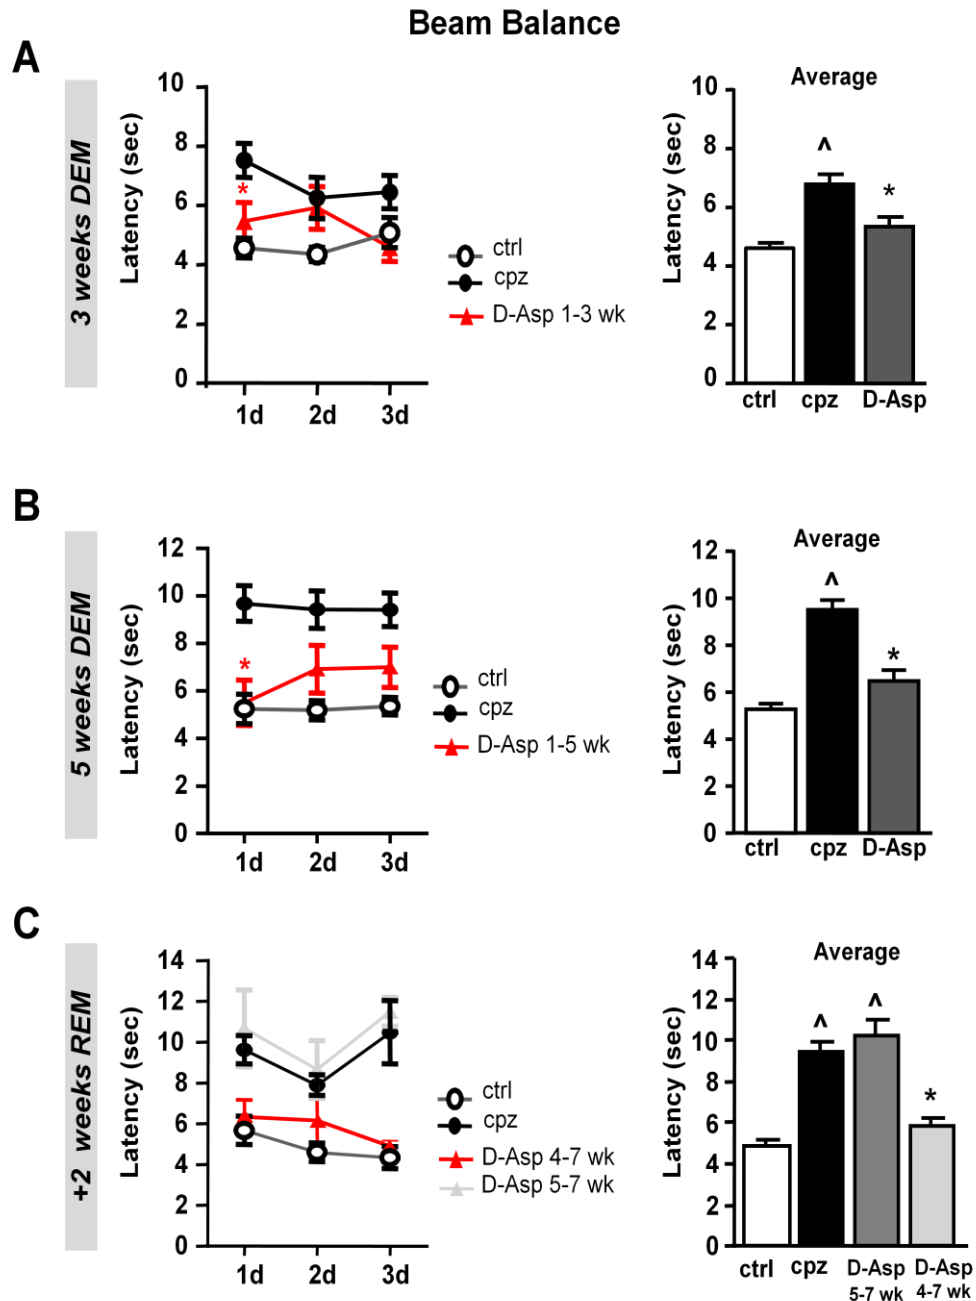 Beam Balance
A
3 weeks DEM
Latency (sec)
10
8
6
4
2
0
*
1d 2d 3d
ctrl
cpz
D-Asp 1-3 wk
Average
Latency (sec)
10
8
6
4
2
0
^
*
ctrl cpz D-Asp
B
5 weeks DEM
Latency (sec)
12
10
8
6
4
2
0
*
1d 2d 3d
ctrl
cpz
D-Asp 1-5 wk
Average
Latency (sec)
12
10
8
6
4
2
0
^
*
ctrl cpz D-Asp
C
+2 weeks REM
Latency (sec)
14
12
10
8
6
4
2
0
1d 2d 3d
ctrl
cpz
D-Asp 4-7 wk
D-Asp 5-7 wk
Average
Latency (sec)
14
12
10
8
6
4
2
0
^
^
*
ctrl cpz D-Asp D-Asp
5-7 wk 4-7 wk